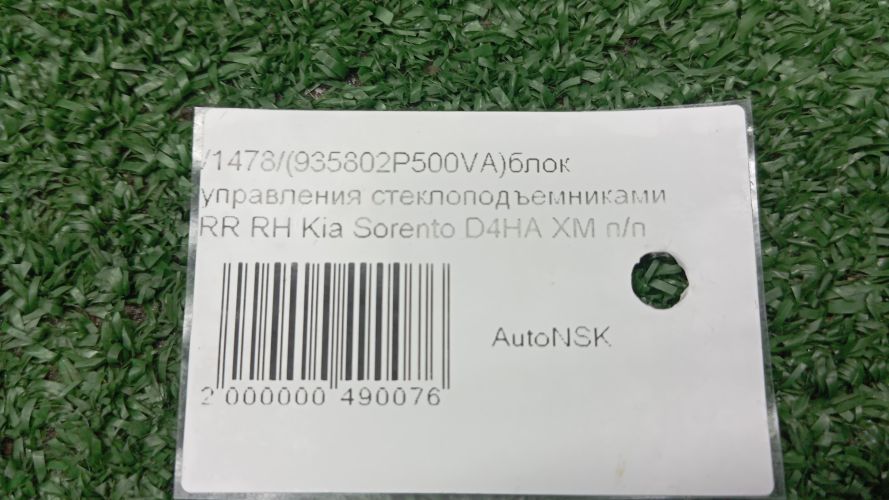 /1478/(935802P500VA)блок
управления стеклоподъемниками
RR RH Kia Sorento D4HA XM п/п
AutoNSK
2 000000 490076